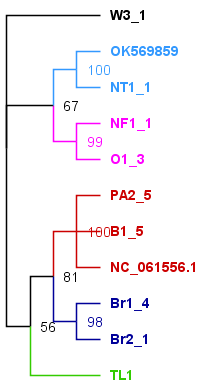 W3_1
OK569859
100
NT1_1
67
NF1_1
99
O1_3
PA2_5
100
B1_5
NC_061556.1
81
Br1_4
56
98
Br2_1
TL1